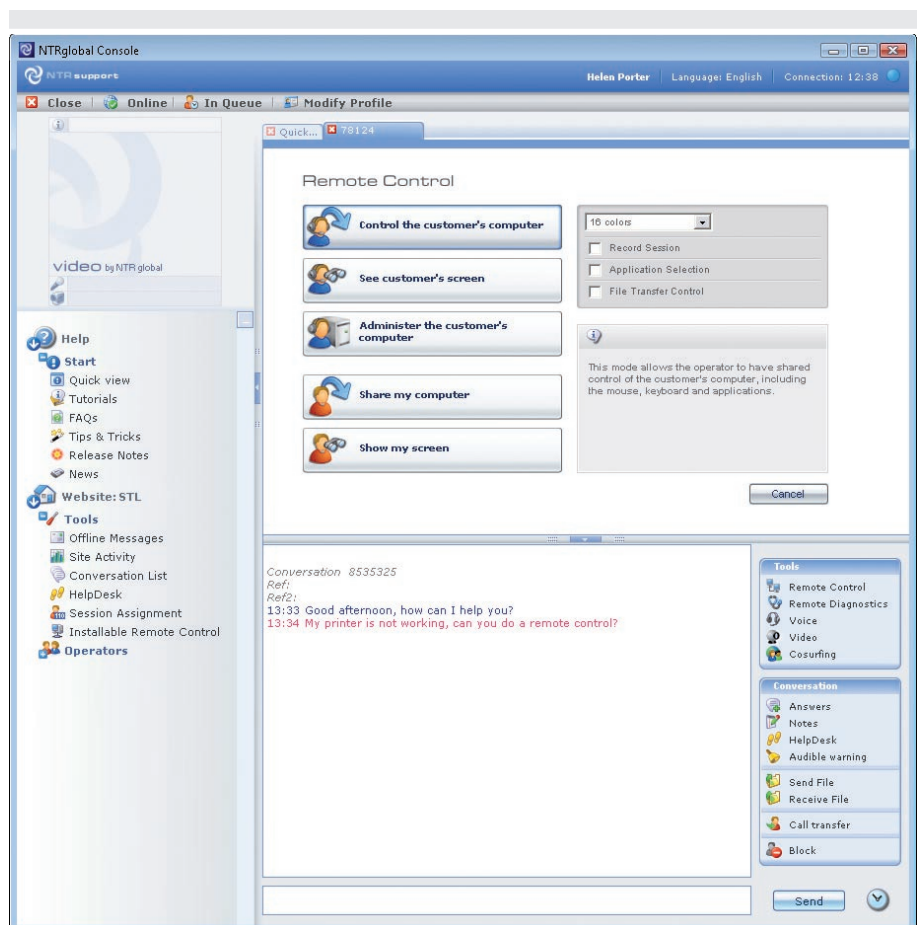 NTRglobal Console
NTRsupport
Helen Porter Language: English Connection: 12:38
Close Online In Queue Modify Profile
Quick... 78124
video by NTRglobal
Help
Start
Quick view
Tutorials
FAQs
Tips & Tricks
Release Notes
News
Website: STL
Tools
Offline Messages
Site Activity
Conversation List
HelpDesk
Session Assignment
Installable Remote Control
Operators
Remote Control
Control the customer's computer
See customer's screen
Administer the customer's
computer
Share my computer
Show my screen
16 colors
Record Session
Application Selection
File Transfer Control
This mode allows the operator to have shared
control of the customer's computer, including
the mouse, keyboard and applications.
Cancel
Conversation 8535325
Ref:
Ref2:
13:33 Good afternoon, how can I help you?
13:34 My printer is not working, can you do a remote control?
Tools
Remote Control
Remote Diagnostics
Voice
Video
Cosurfing
Conversation
Answers
Notes
HelpDesk
Audible warning
Send File
Receive File
Call transfer
Block
Send